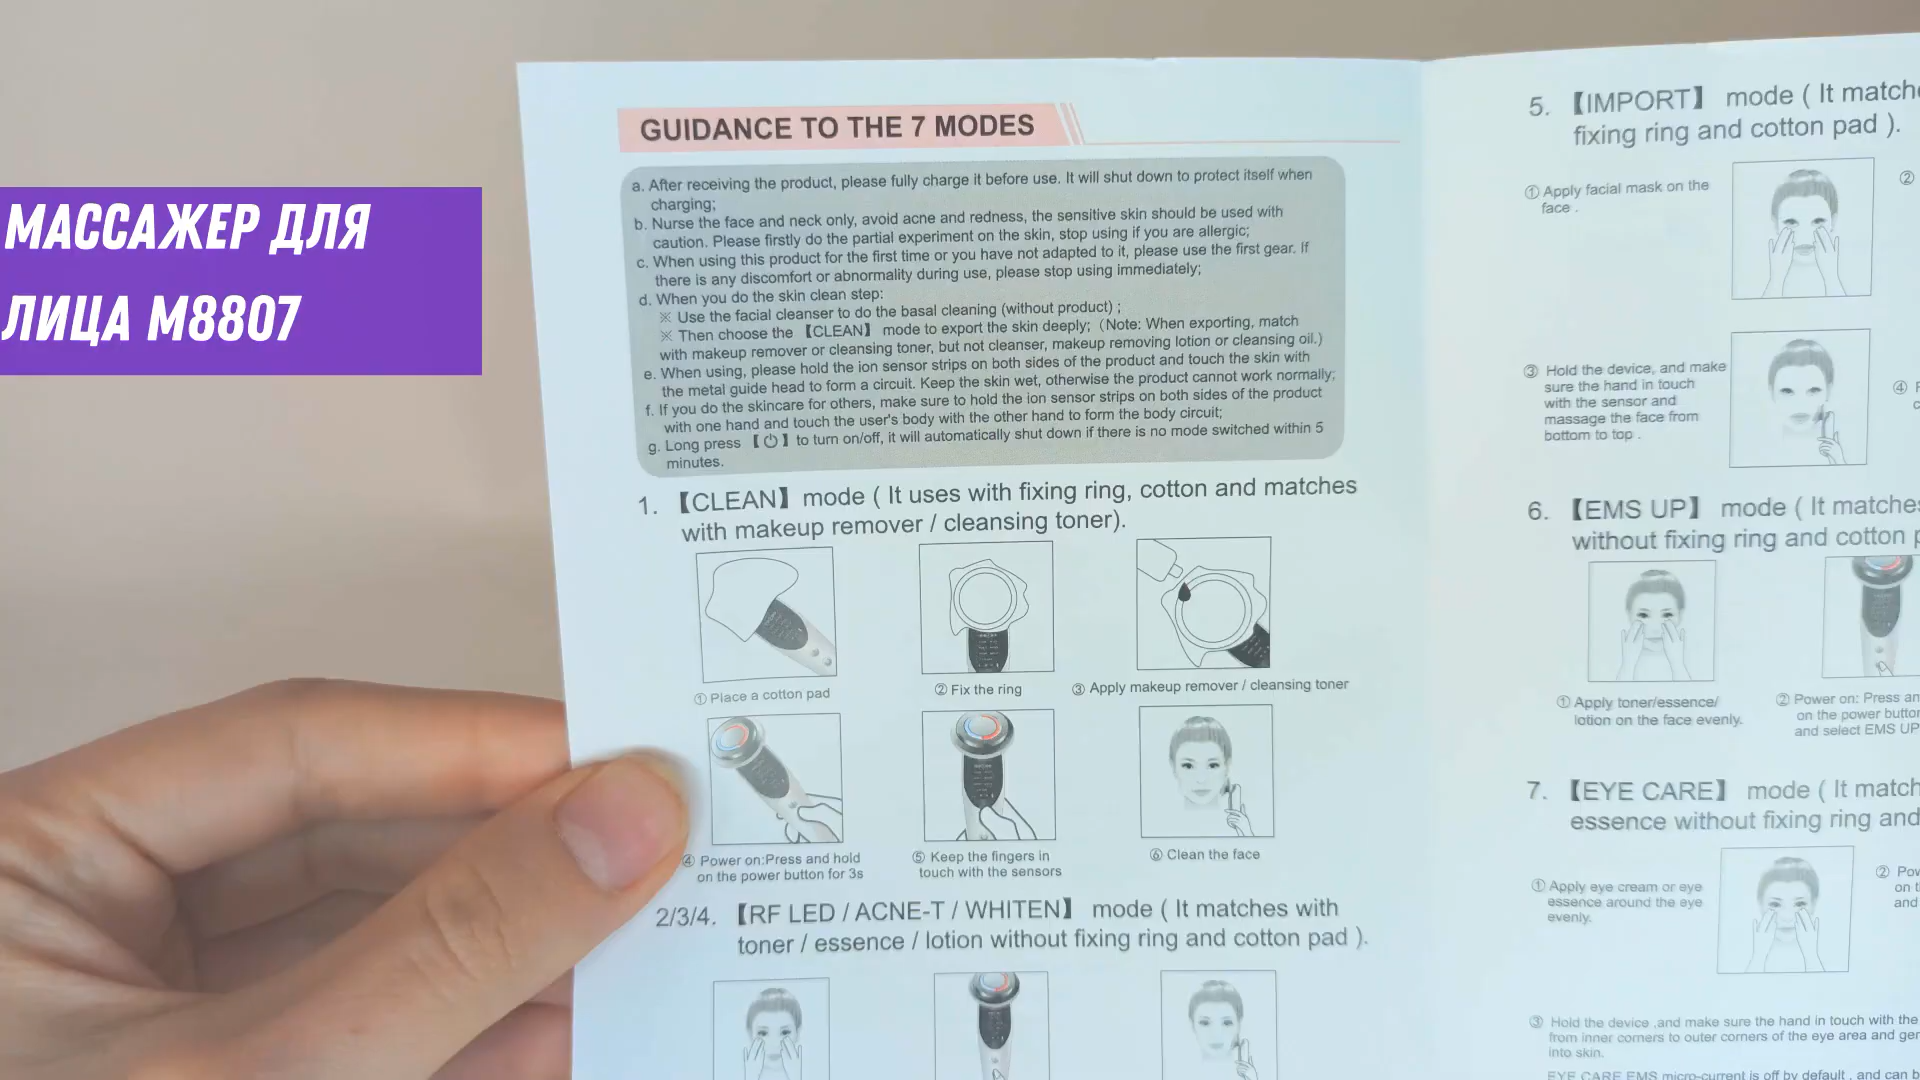 МАССАЖЕР ДЛЯ
ЛИЦА M8807
GUIDANCE TO THE 7 MODES
a. After receiving the product, please fully charge it before use. It will shut down to protect itself when
charging;
b. Nurse the face and neck only, avoid acne and redness, the sensitive skin should be used with
caution. Please firstly do the partial experiment on the skin, stop using if you are allergic;
c. When using this product for the first time or you have not adapted to it, please use the first gear. If
there is any discomfort or abnormality during use, please stop using immediately;
d. When you do the skin clean step:
※ Use the facial cleanser to do the basal cleaning (without product) ;
※ Then choose the 【CLEAN】 mode to export the skin deeply;（Note: When exporting, match
with makeup remover or cleansing toner, but not cleanser, makeup removing lotion or cleansing oil.)
e. When using, please hold the ion sensor strips on both sides of the product and touch the skin with
the metal guide head to form a circuit. Keep the skin wet, otherwise the product cannot work normally;
f. If you do the skincare for others, make sure to hold the ion sensor strips on both sides of the product
with one hand and touch the user's body with the other hand to form the body circuit;
g. Long press 【⏻】to turn on/off, it will automatically shut down if there is no mode switched within 5
minutes.
1. 【CLEAN】 mode ( It uses with fixing ring, cotton and matches
with makeup remover / cleansing toner).
① Place a cotton pad
② Fix the ring
③ Apply makeup remover / cleansing toner
④ Power on:Press and hold
on the power button for 3s
⑤ Keep the fingers in
touch with the sensors
⑥ Clean the face
2/3/4. 【RF LED / ACNE-T / WHITEN】 mode ( It matches with
toner / essence / lotion without fixing ring and cotton pad ).
5. 【IMPORT】 mode ( It matche
fixing ring and cotton pad ).
① Apply facial mask on the
face .
②
③ Hold the device, and make
sure the hand in touch
with the sensor and
massage the face from
bottom to top .
④
6. 【EMS UP】 mode ( It matches
without fixing ring and cotton p
① Apply toner/essence/
lotion on the face evenly.
② Power on: Press an
on the power button
and select EMS UP
7. 【EYE CARE】 mode ( It match
essence without fixing ring and
① Apply eye cream or eye
essence around the eye
evenly.
② Pow
on t
and
③ Hold the device ,and make sure the hand in touch with the
from inner corners to outer corners of the eye area and ger
into skin.
EYE CARE EMS micro-current is off by default , and can b